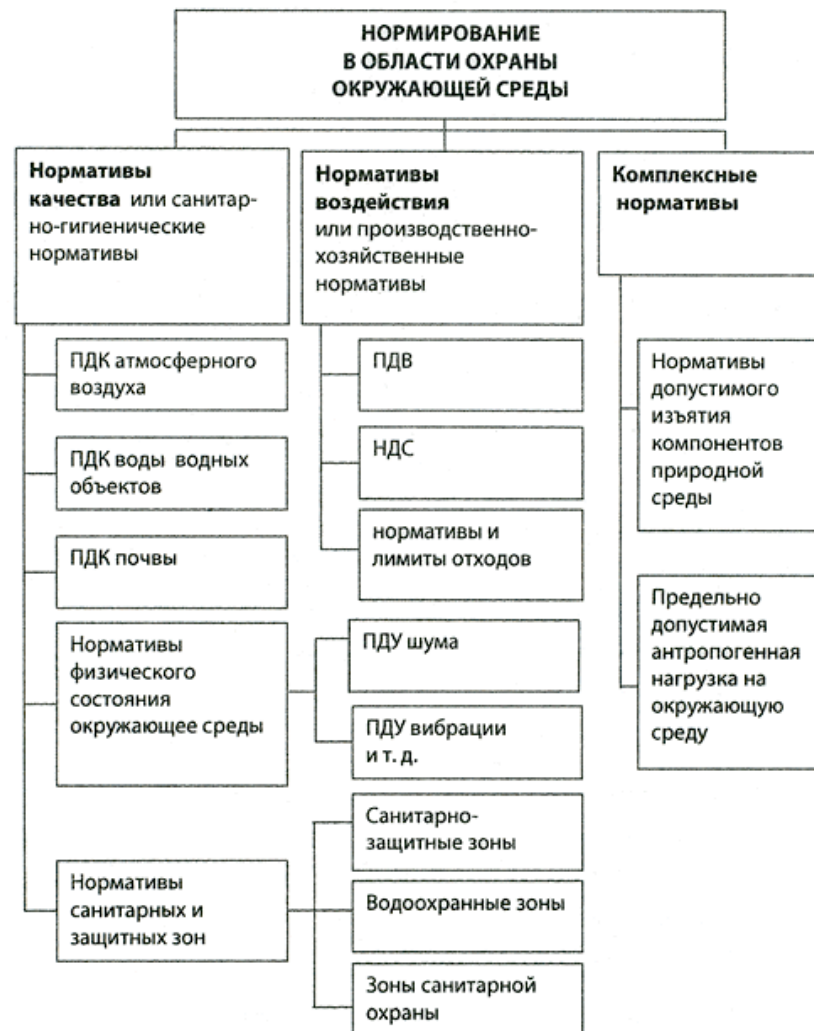 НОРМИРОВАНИЕ
В ОБЛАСТИ ОХРАНЫ
ОКРУЖАЮЩЕЙ СРЕДЫ
Нормативы
качества или санитар-
но-гигиенические
нормативы
ПДК атмосферного
воздуха
ПДК воды водных
объектов
ПДК почвы
Нормативы
физического
состояния
окружающее среды
ПДУ шума
ПДУ вибрации
и т. д.
Нормативы
санитарных и
защитных зон
Санитарно-
защитные зоны
Водоохранные зоны
Зоны санитарной
охраны
Нормативы
воздействия
или производственно-
хозяйственные
нормативы
ПДВ
НДС
нормативы и
лимиты отходов
Комплексные
нормативы
Нормативы
допустимого
изъятия
компонентов
природной
среды
Предельно
допустимая
антропогенная
нагрузка на
окружающую
среду